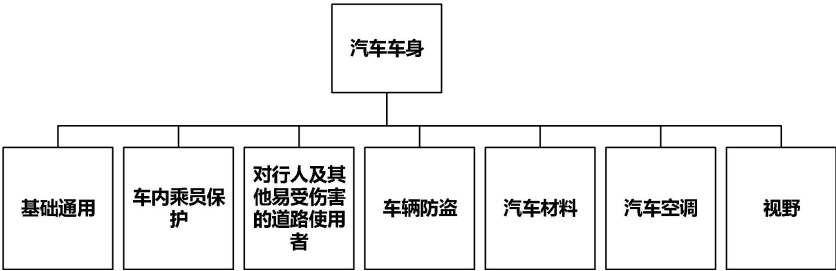 汽车车身
基础通用
车内乘员保
护
对行人及其
他易受伤害
的道路使用
者
车辆防盗
汽车材料
汽车空调
视野